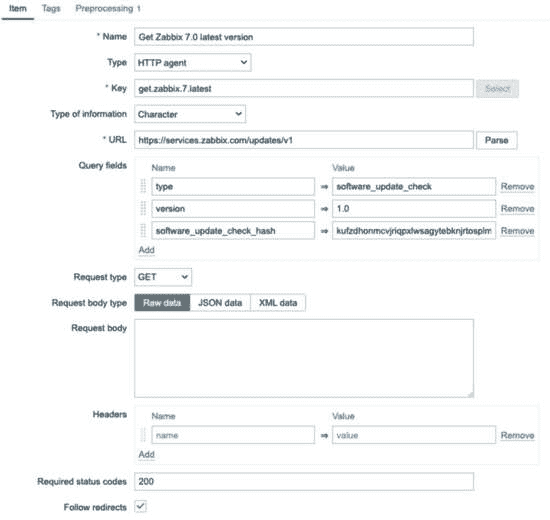 Item Tags Preprocessing 1
* Name Get Zabbix 7.0 latest version
Type HTTP agent
* Key get.zabbix.7.latest Select
Type of information Character
* URL https://services.zabbix.com/updates/v1 Parse
Query fields Name Value
type ⇒ software_update_check Remove
version ⇒ 1.0 Remove
software_update_check_hash ⇒ kufzdhonmcvjriqpxlwsagytebknjrtosplm Remove
Add
Request type GET
Request body type Raw data JSON data XML data
Request body
Headers Name Value
name ⇒ value Remove
Add
Required status codes 200
Follow redirects